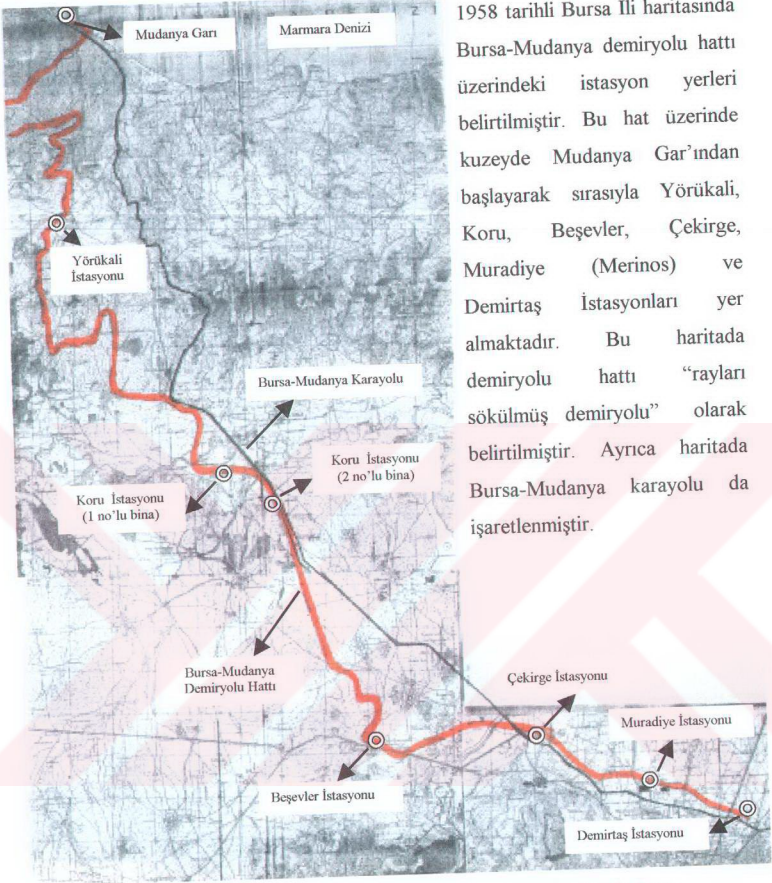 Mudanya Garı
Marmara Denizi
1958 tarihli Bursa İli haritasında
Bursa-Mudanya demiryolu hattı
üzerindeki istasyon yerleri
belirtilmiştir. Bu hat üzerinde
kuzeyde Mudanya Gar’ından
başlayarak sırasıyla Yörükali,
Koru, Beşevler, Çekirge,
Muradiye (Merinos) ve
Demirtaş İstasyonları yer
almaktadır. Bu haritada
demiryolu hattı “rayları
sökülmüş demiryolu” olarak
belirtilmiştir. Ayrıca haritada
Bursa-Mudanya karayolu da
işaretlenmiştir.
Yörükali
İstasyonu
Bursa-Mudanya Karayolu
Koru İstasyonu
(1 no’lu bina)
Koru İstasyonu
(2 no’lu bina)
Bursa-Mudanya
Demiryolu Hattı
Çekirge İstasyonu
Muradiye İstasyonu
Beşevler İstasyonu
Demirtaş İstasyonu